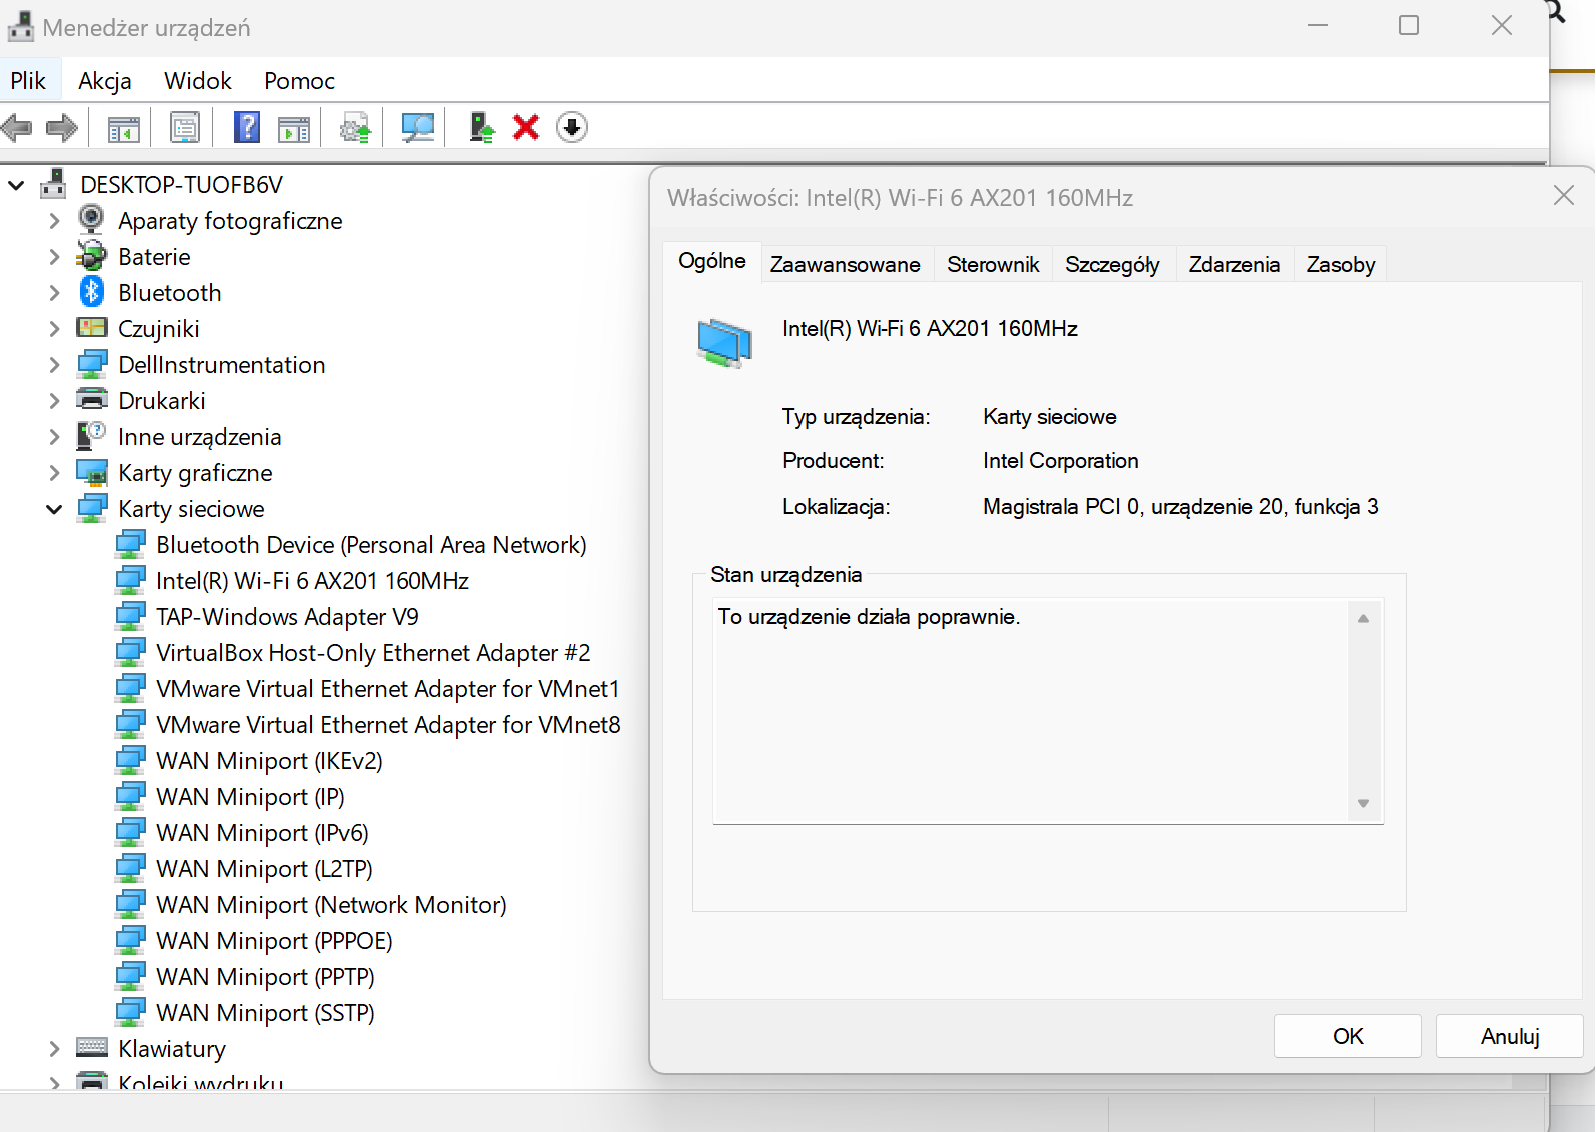 Menedżer urządzeń
Plik Akcja Widok Pomoc
DESKTOP-TUOFB6V
Aparaty fotograficzne
Baterie
Bluetooth
Czujniki
DellInstrumentation
Drukarki
Inne urządzenia
Karty graficzne
Karty sieciowe
Bluetooth Device (Personal Area Network)
Intel(R) Wi-Fi 6 AX201 160MHz
TAP-Windows Adapter V9
VirtualBox Host-Only Ethernet Adapter #2
VMware Virtual Ethernet Adapter for VMnet1
VMware Virtual Ethernet Adapter for VMnet8
WAN Miniport (IKEv2)
WAN Miniport (IP)
WAN Miniport (IPv6)
WAN Miniport (L2TP)
WAN Miniport (Network Monitor)
WAN Miniport (PPPOE)
WAN Miniport (PPTP)
WAN Miniport (SSTP)
Klawiatury
Kolejki wydruku
Właściwości: Intel(R) Wi-Fi 6 AX201 160MHz
Ogólne Zaawansowane Sterownik Szczegóły Zdarzenia Zasoby
Intel(R) Wi-Fi 6 AX201 160MHz
Typ urządzenia: Karty sieciowe
Producent: Intel Corporation
Lokalizacja: Magistrala PCI 0, urządzenie 20, funkcja 3
Stan urządzenia
To urządzenie działa poprawnie.
OK Anuluj